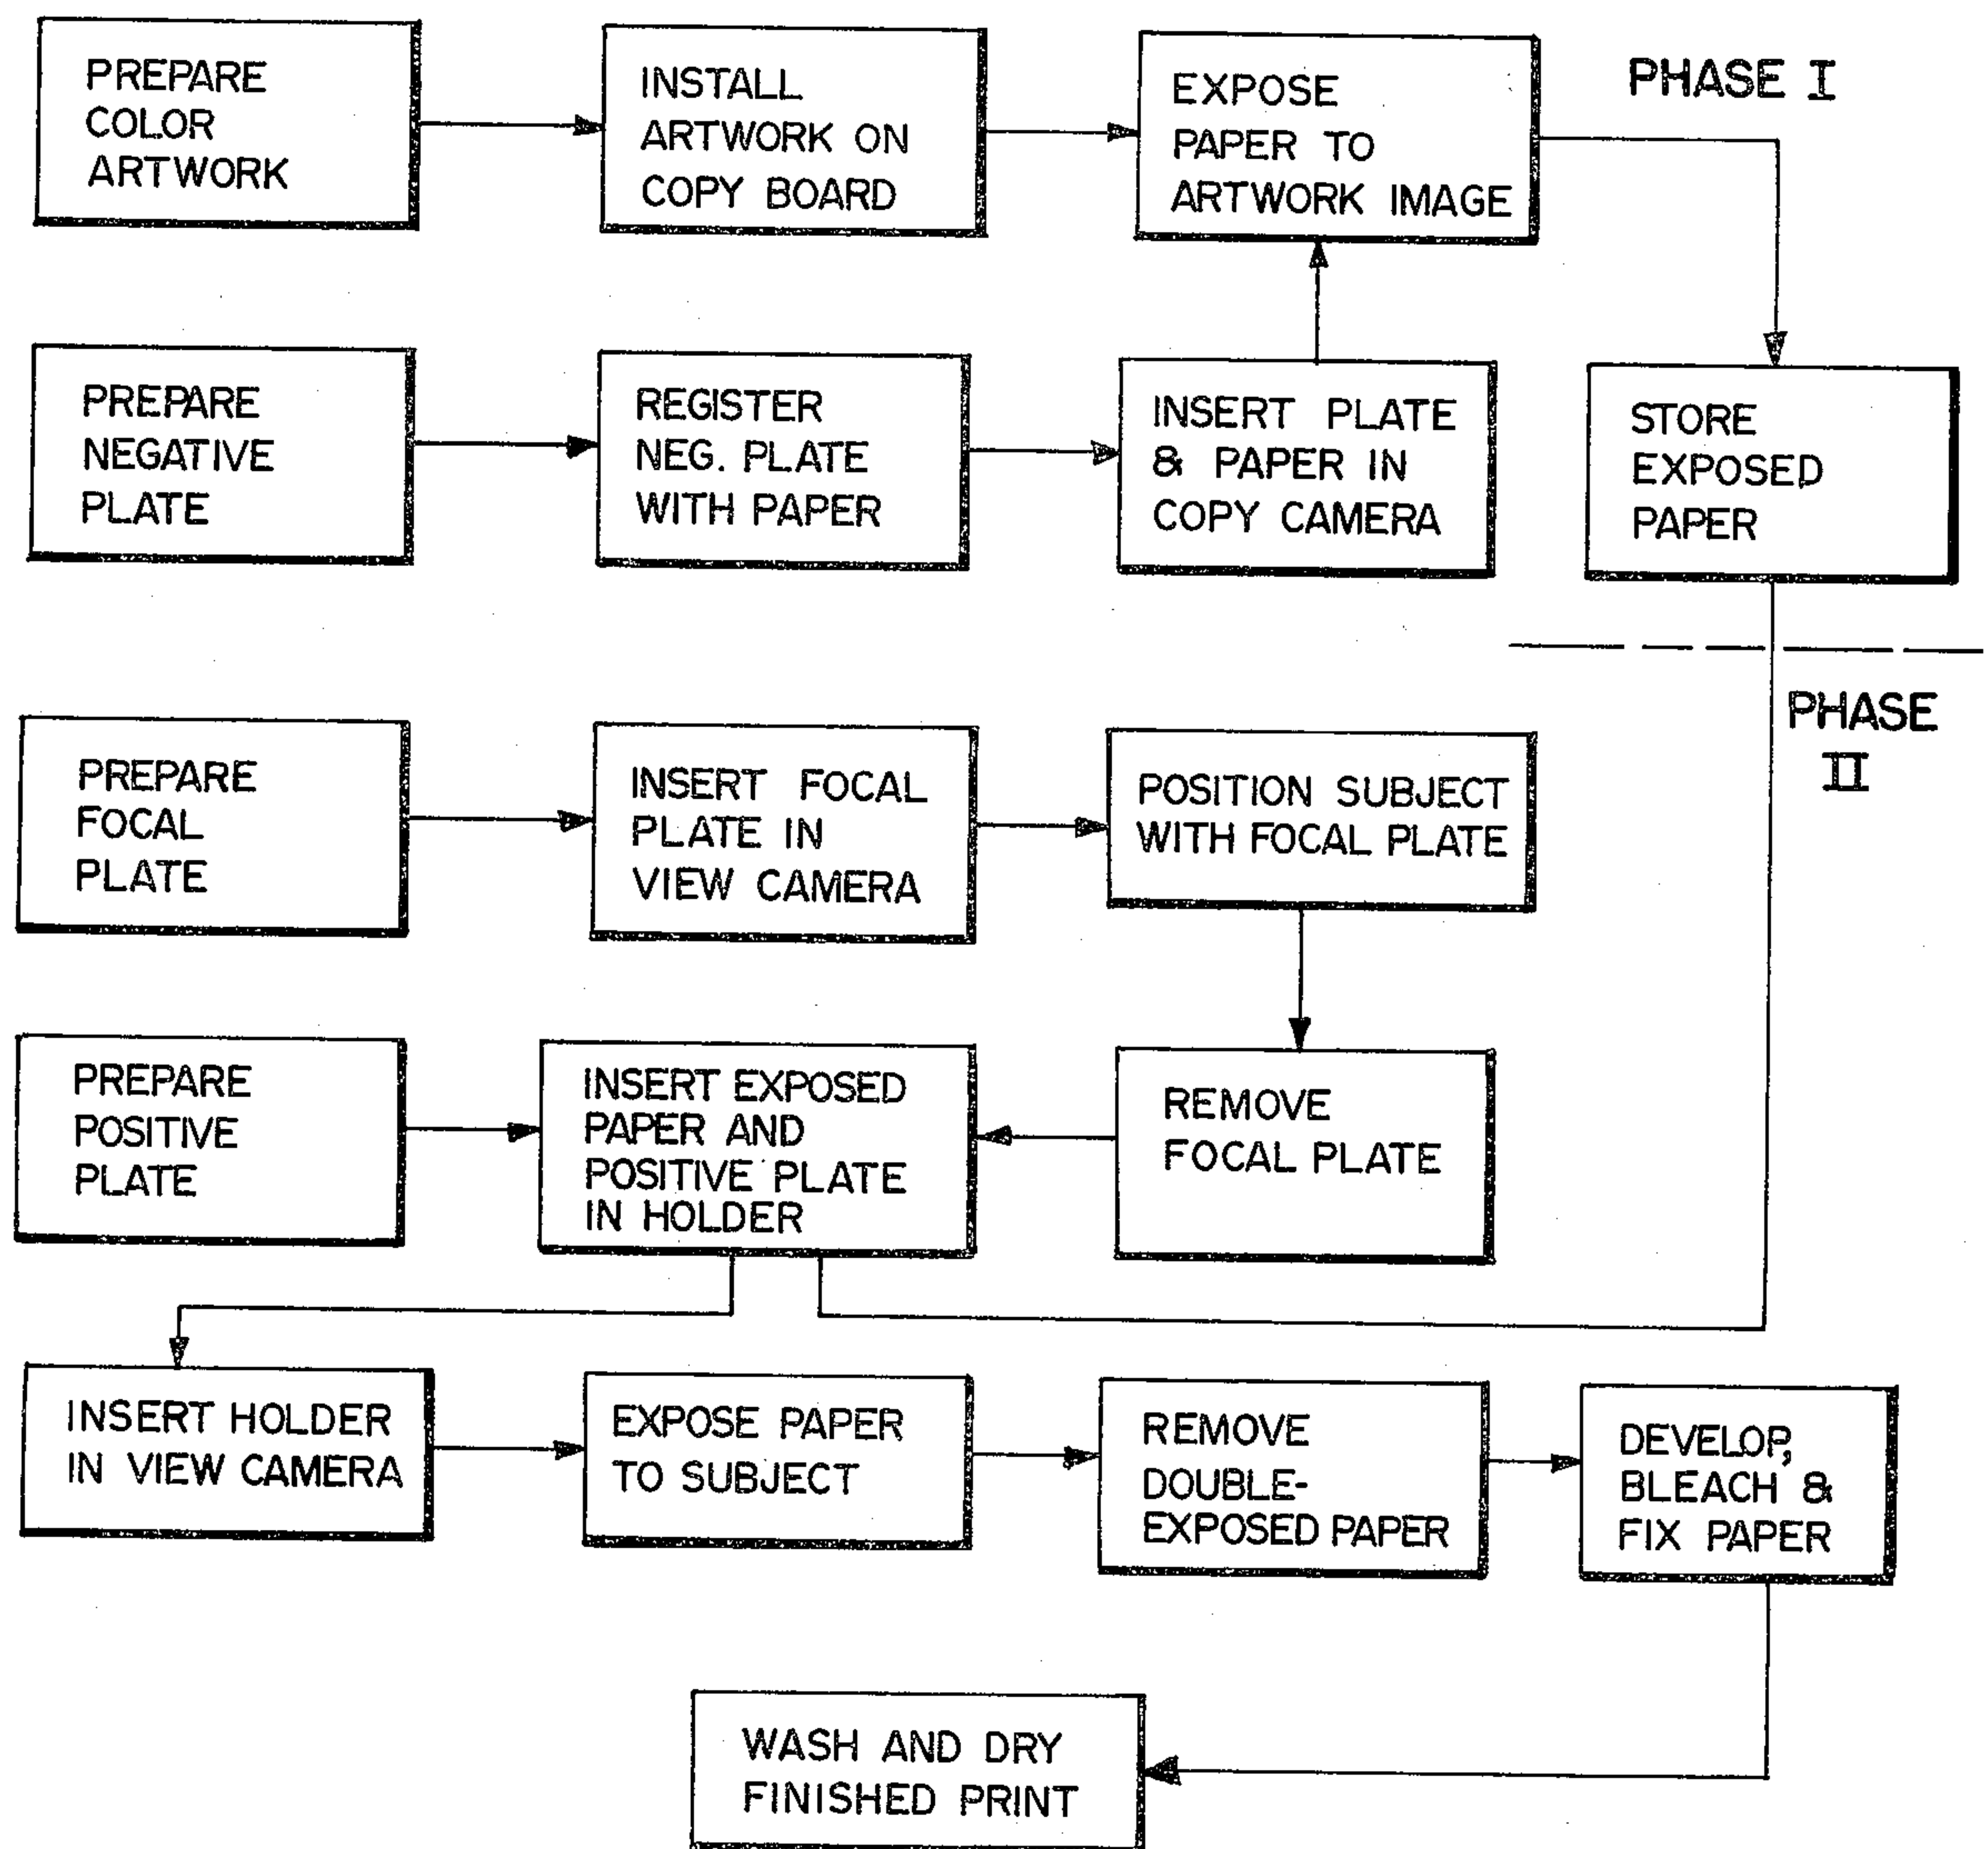 PREPARE
COLOR
ARTWORK
INSTALL
ARTWORK ON
COPY BOARD
EXPOSE
PAPER TO
ARTWORK IMAGE
PHASE I
PREPARE
NEGATIVE
PLATE
REGISTER
NEG. PLATE
WITH PAPER
INSERT PLATE
& PAPER IN
COPY CAMERA
STORE
EXPOSED
PAPER
PHASE
II
PREPARE
FOCAL
PLATE
INSERT FOCAL
PLATE IN
VIEW CAMERA
POSITION SUBJECT
WITH FOCAL PLATE
PREPARE
POSITIVE
PLATE
INSERT EXPOSED
PAPER AND
POSITIVE PLATE
IN HOLDER
REMOVE
FOCAL PLATE
INSERT HOLDER
IN VIEW CAMERA
EXPOSE PAPER
TO SUBJECT
REMOVE
DOUBLE-
EXPOSED PAPER
DEVELOP,
BLEACH &
FIX PAPER
WASH AND DRY
FINISHED PRINT